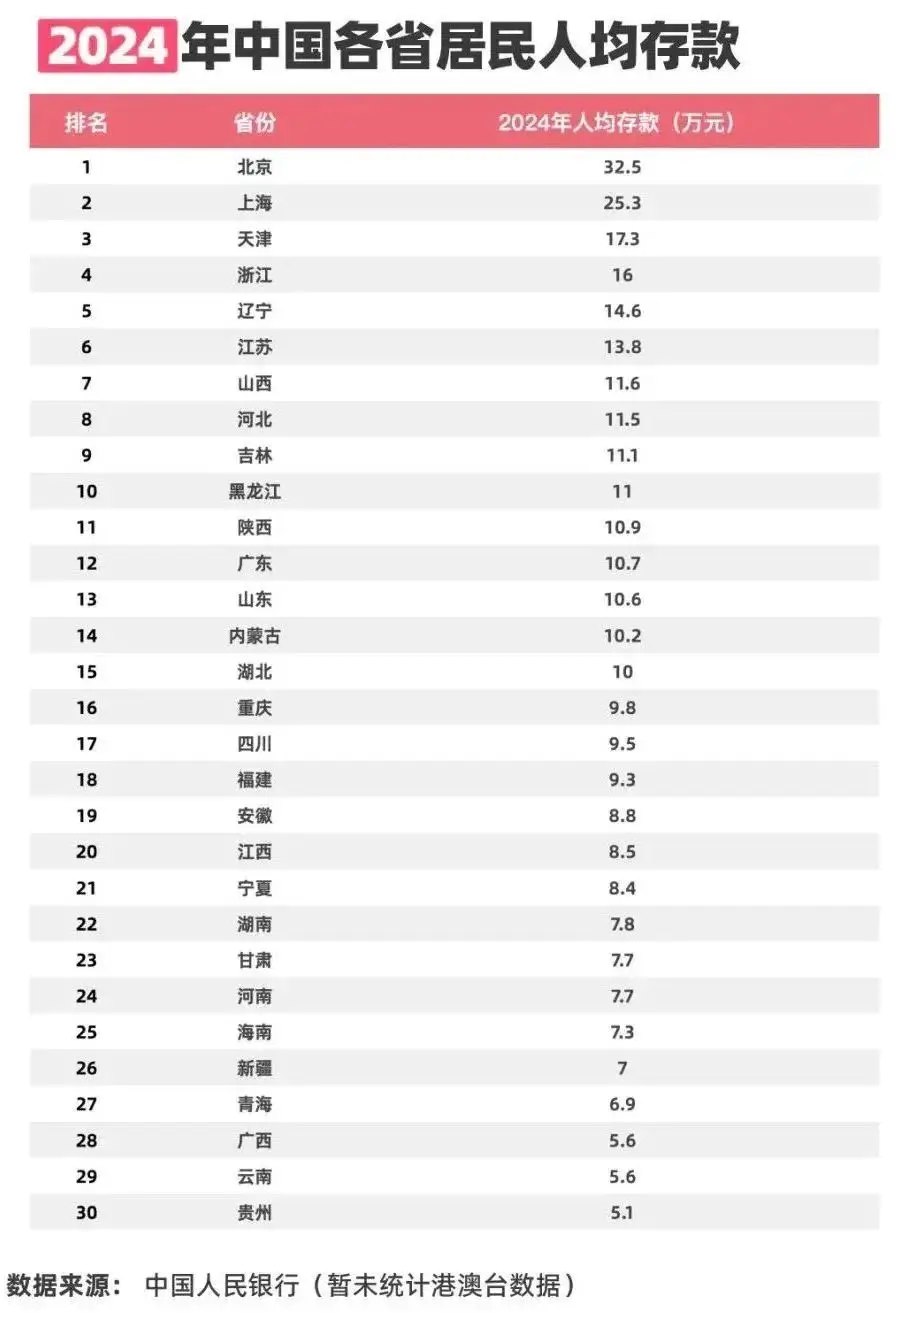 2024年中国各省居民人均存款
排名 省份 2024年人均存款（万元）
1 北京 32.5
2 上海 25.3
3 天津 17.3
4 浙江 16
5 辽宁 14.6
6 江苏 13.8
7 山西 11.6
8 河北 11.5
9 吉林 11.1
10 黑龙江 11
11 陕西 10.9
12 广东 10.7
13 山东 10.6
14 内蒙古 10.2
15 湖北 10
16 重庆 9.8
17 四川 9.5
18 福建 9.3
19 安徽 8.8
20 江西 8.5
21 宁夏 8.4
22 湖南 7.8
23 甘肃 7.7
24 河南 7.7
25 海南 7.3
26 新疆 7
27 青海 6.9
28 广西 5.6
29 云南 5.6
30 贵州 5.1
数据来源： 中国人民银行（暂未统计港澳台数据）